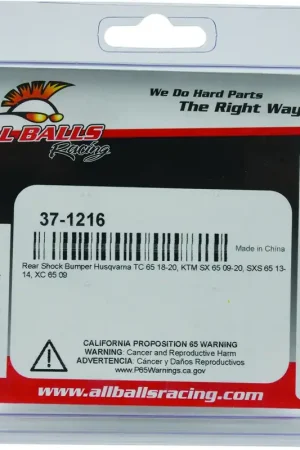 We Do Hard Parts
The Right Way
LL BALLS
Racing
37-1216
Made in China
Rear Shock Bumper Husqvarna TC 65 18-20, KTM SX 65 09-20, SXS 65 13-
14, XC 65 09
CALIFORNIA PROPOSITION 65 WARNING
WARNING: Cancer and Reproductive Harm
ADVERTENCIA: Cáncer y Daños Reproductivos
www.P65Warnings.ca.gov
www.allballsracing.com